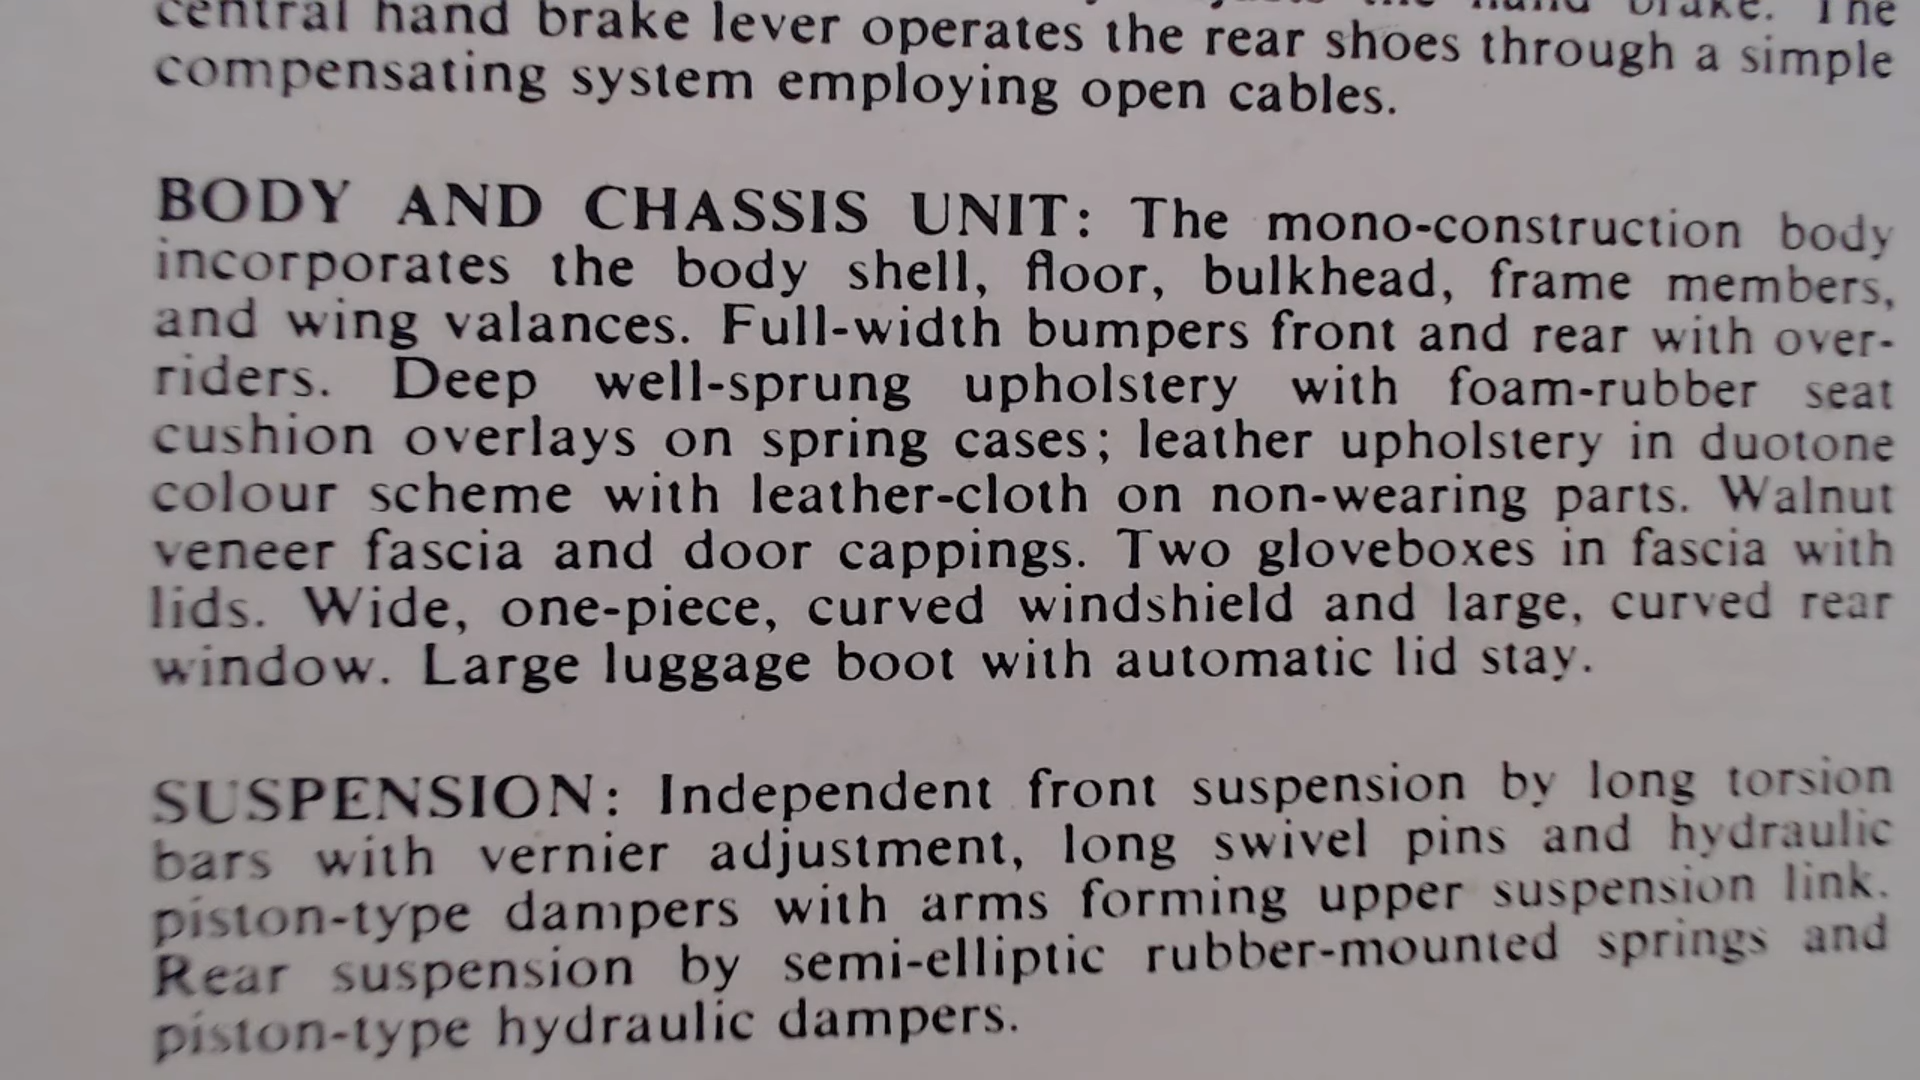 central hand brake lever operates the rear shoes through a simple
compensating system employing open cables.
BODY AND CHASSIS UNIT: The mono-construction body
incorporates the body shell, floor, bulkhead, frame members,
and wing valances. Full-width bumpers front and rear with over-
riders. Deep well-sprung upholstery with foam-rubber seat
cushion overlays on spring cases; leather upholstery in duotone
colour scheme with leather-cloth on non-wearing parts. Walnut
veneer fascia and door cappings. Two gloveboxes in fascia with
lids. Wide, one-piece, curved windshield and large, curved rear
window. Large luggage boot with automatic lid stay.
SUSPENSION: Independent front suspension by long torsion
bars with vernier adjustment, long swivel pins and hydraulic
piston-type dampers with arms forming upper suspension link.
Rear suspension by semi-elliptic rubber-mounted springs and
piston-type hydraulic dampers.